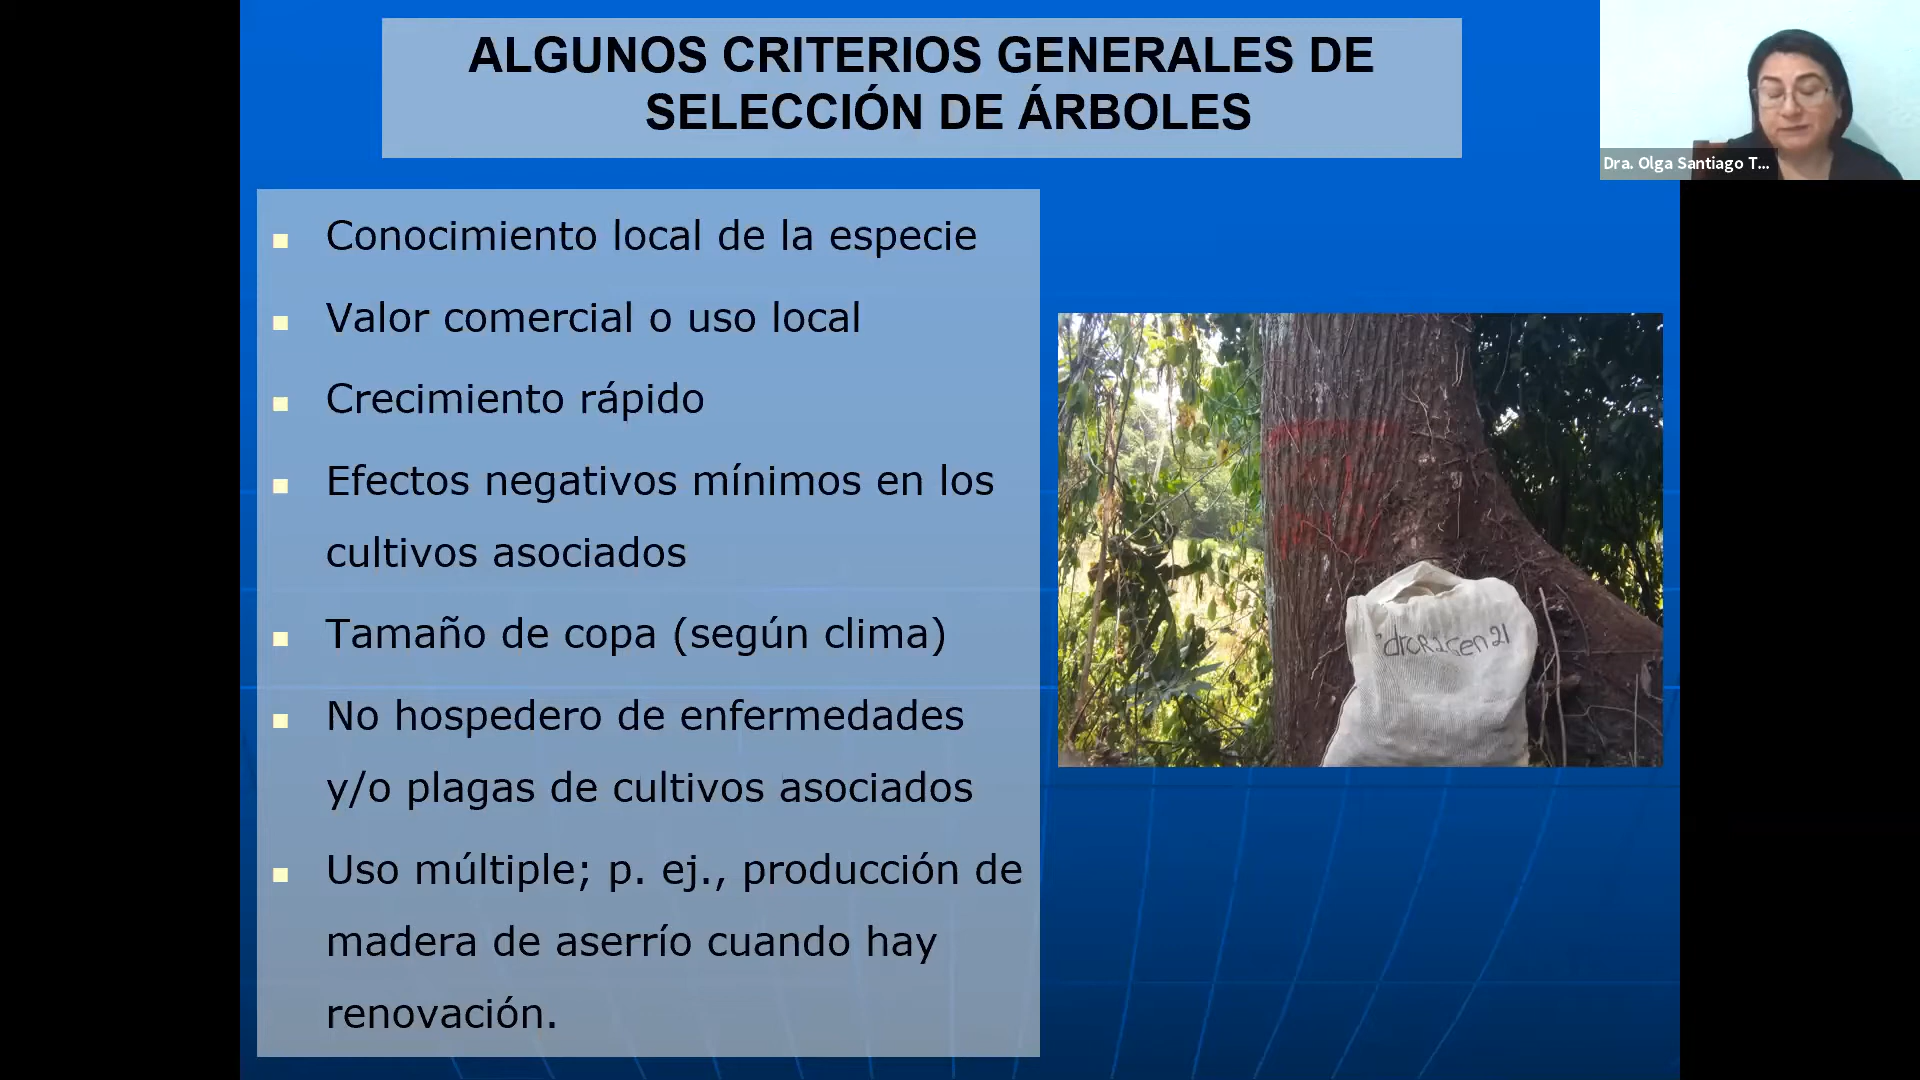 ALGUNOS CRITERIOS GENERALES DE
SELECCIÓN DE ÁRBOLES
Dra. Olga Santiago T...
▪ Conocimiento local de la especie
▪ Valor comercial o uso local
▪ Crecimiento rápido
▪ Efectos negativos mínimos en los
cultivos asociados
▪ Tamaño de copa (según clima)
▪ No hospedero de enfermedades
y/o plagas de cultivos asociados
▪ Uso múltiple; p. ej., producción de
madera de aserrío cuando hay
renovación.